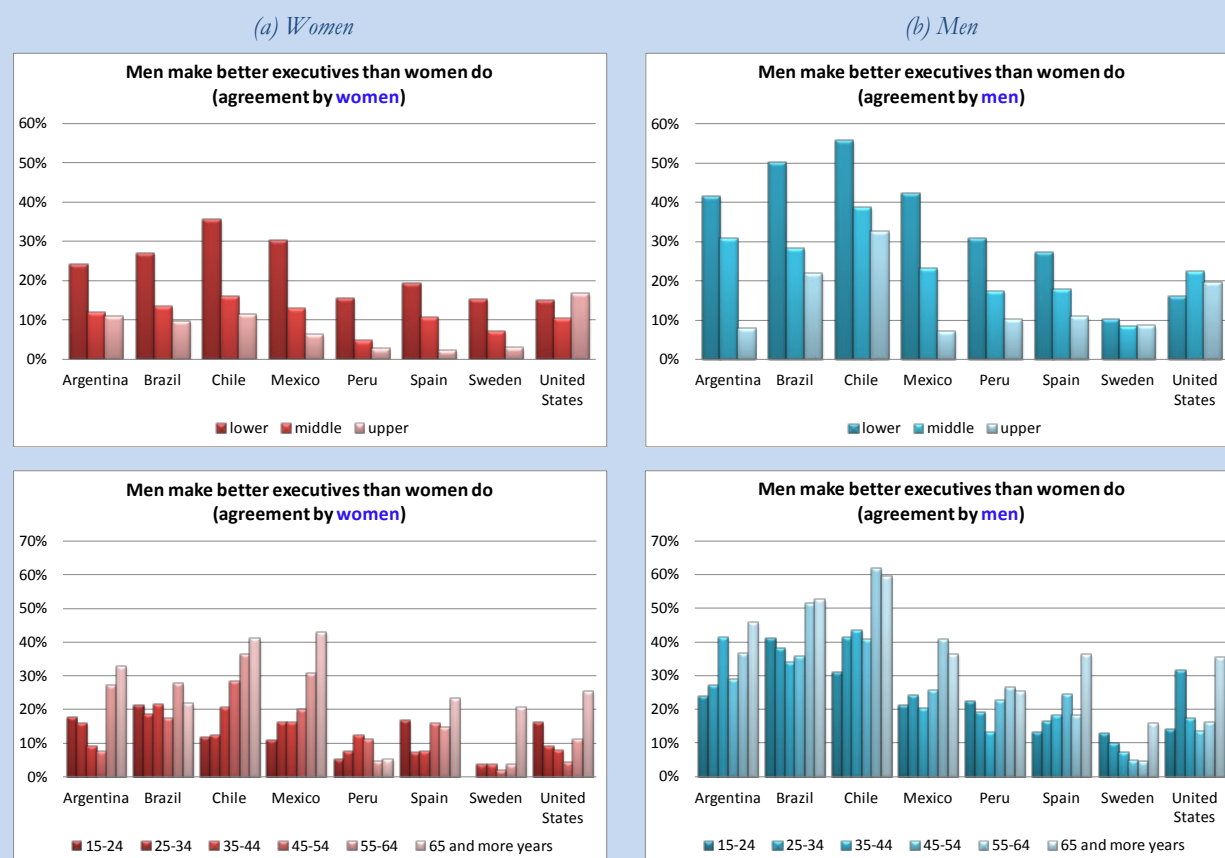 (a) Women
(b) Men
Men make better executives than women do
(agreement by women)
60%
50%
40%
30%
20%
10%
0%
Argentina Brazil Chile Mexico Peru Spain Sweden United
States
lower middle upper
Men make better executives than women do
(agreement by men)
60%
50%
40%
30%
20%
10%
0%
Argentina Brazil Chile Mexico Peru Spain Sweden United
States
lower middle upper
Men make better executives than women do
(agreement by women)
70%
60%
50%
40%
30%
20%
10%
0%
Argentina Brazil Chile Mexico Peru Spain Sweden United
States
15-24 25-34 35-44 45-54 55-64 65 and more years
Men make better executives than women do
(agreement by men)
70%
60%
50%
40%
30%
20%
10%
0%
Argentina Brazil Chile Mexico Peru Spain Sweden United
States
15-24 25-34 35-44 45-54 55-64 65 and more years